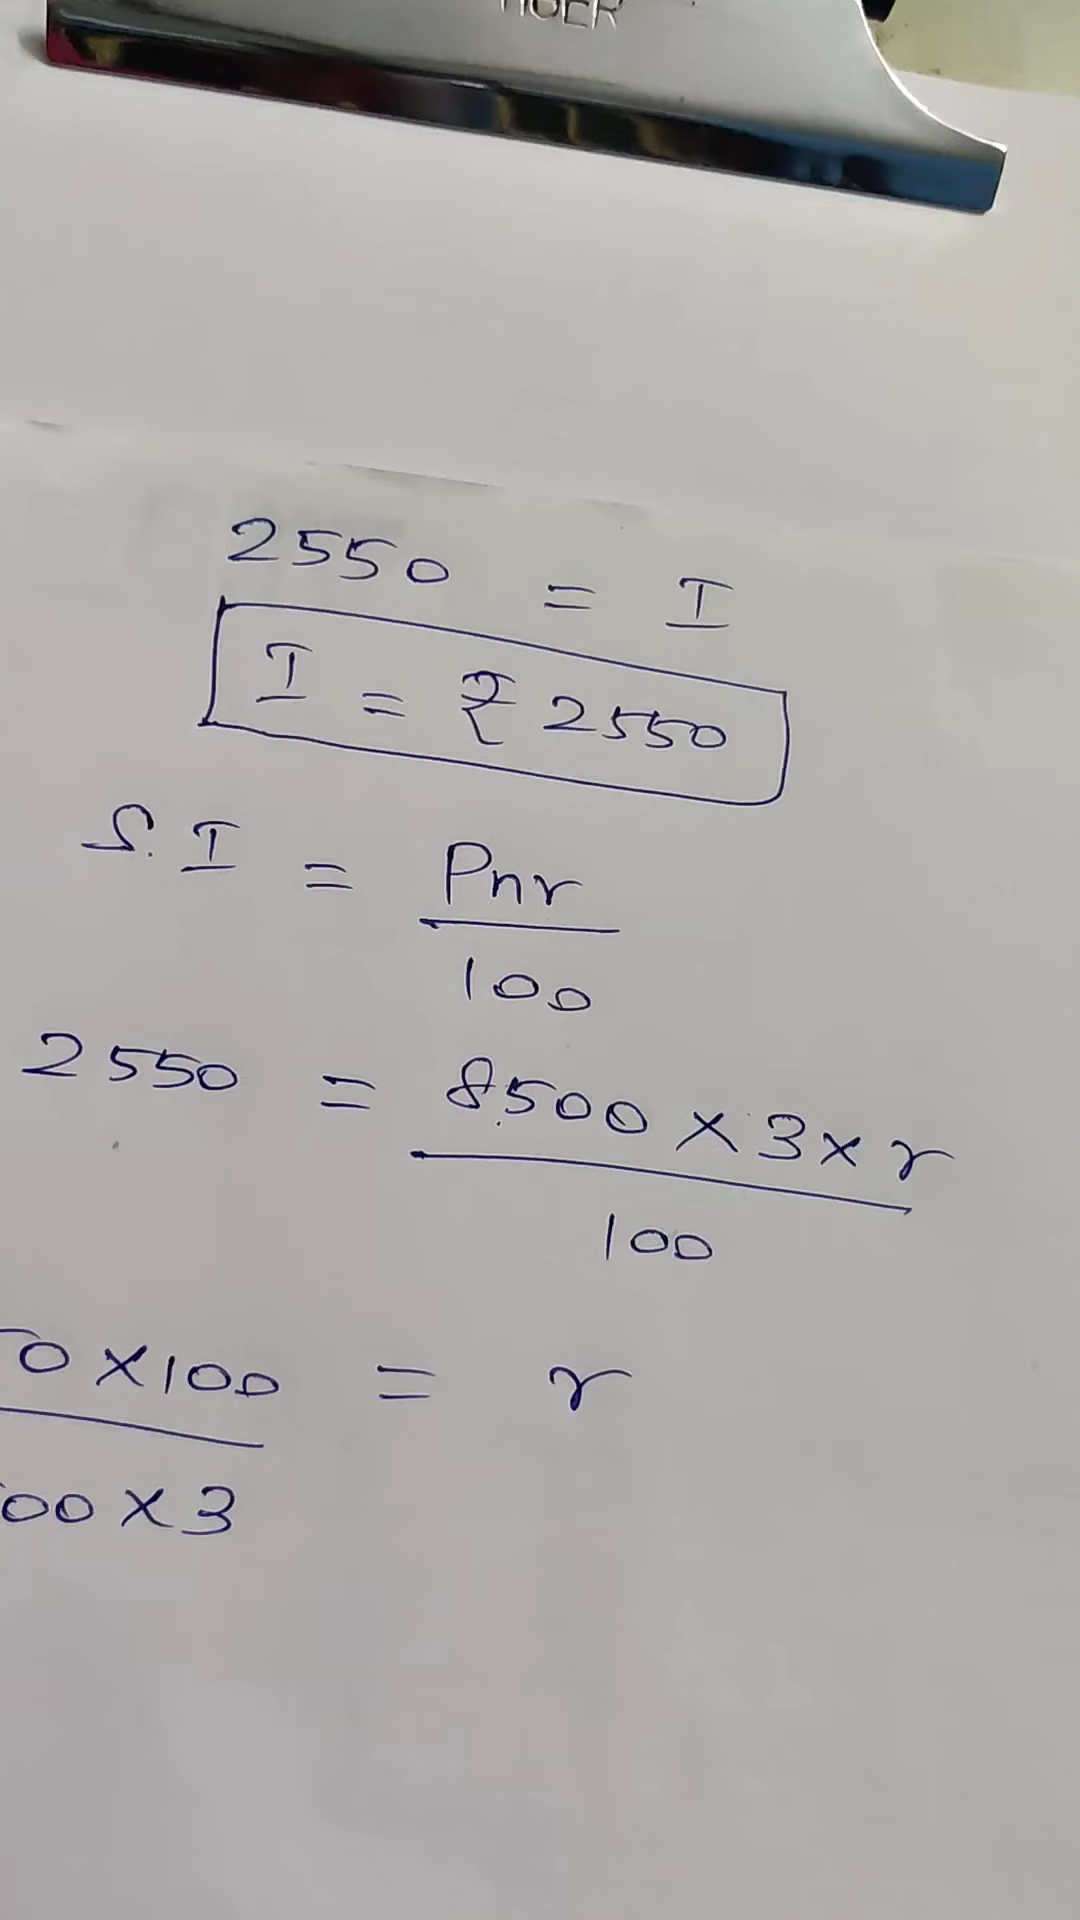 2550 = I
I = ₹ 2550
S.I = Pnr
100
2550 = 8500 × 3 × r
100
0 × 100 = r
00 × 3